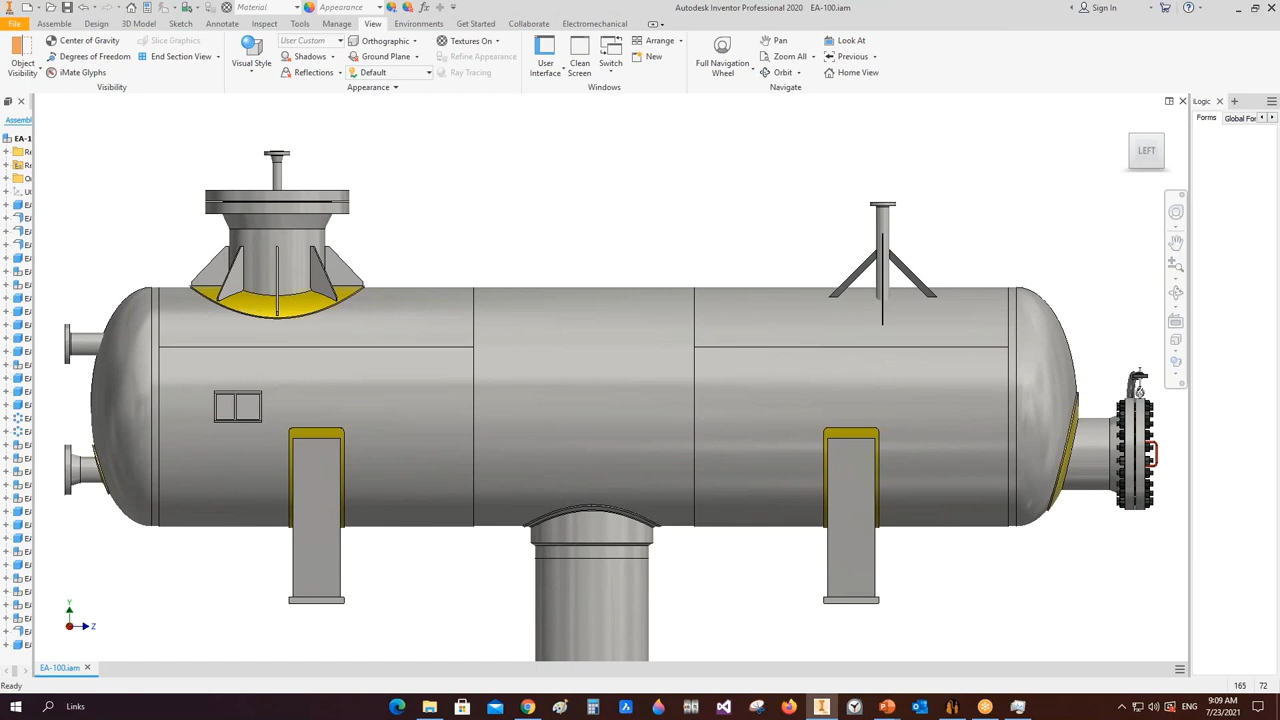 Material
Appearance
Autodesk Inventor Professional 2020 EA-100.iam
Sign In
File
Assemble
Design
3D Model
Sketch
Annotate
Inspect
Tools
Manage
View
Environments
Get Started
Collaborate
Electromechanical
Object Visibility
Center of Gravity
Degrees of Freedom
iMate Glyphs
Slice Graphics
End Section View
Visibility
Visual Style
User Custom
Shadows
Reflections
Orthographic
Ground Plane
Default
Textures On
Refine Appearance
Ray Tracing
Appearance
User Interface
Clean Screen
Switch
Arrange
New
Windows
Full Navigation Wheel
Pan
Zoom All
Orbit
Look At
Previous
Home View
Navigate
Assembl
EA-1
LEFT
iLogic
Forms
Global Fo
Y
Z
EA-100.iam
Ready
165
72
Links
ENG
9:09 AM
7/23/2021